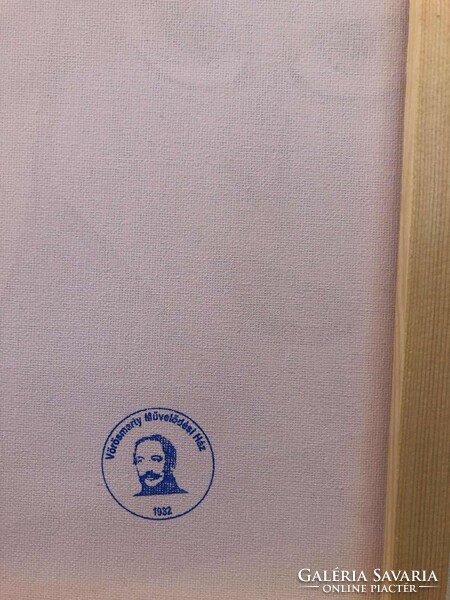 Vörösmarty Művelődési Ház
1932
GALÉRIA SAVARIA
ONLINE PIACTÉR